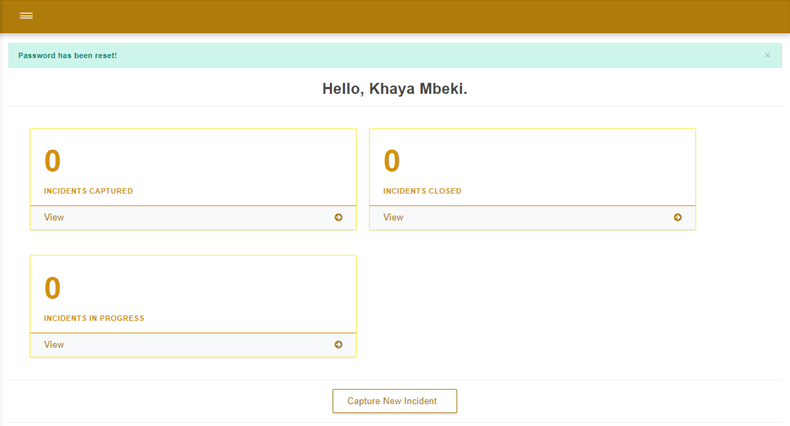 Password has been reset!
×
Hello, Khaya Mbeki.
0
INCIDENTS CAPTURED
View
0
INCIDENTS CLOSED
View
0
INCIDENTS IN PROGRESS
View
Capture New Incident